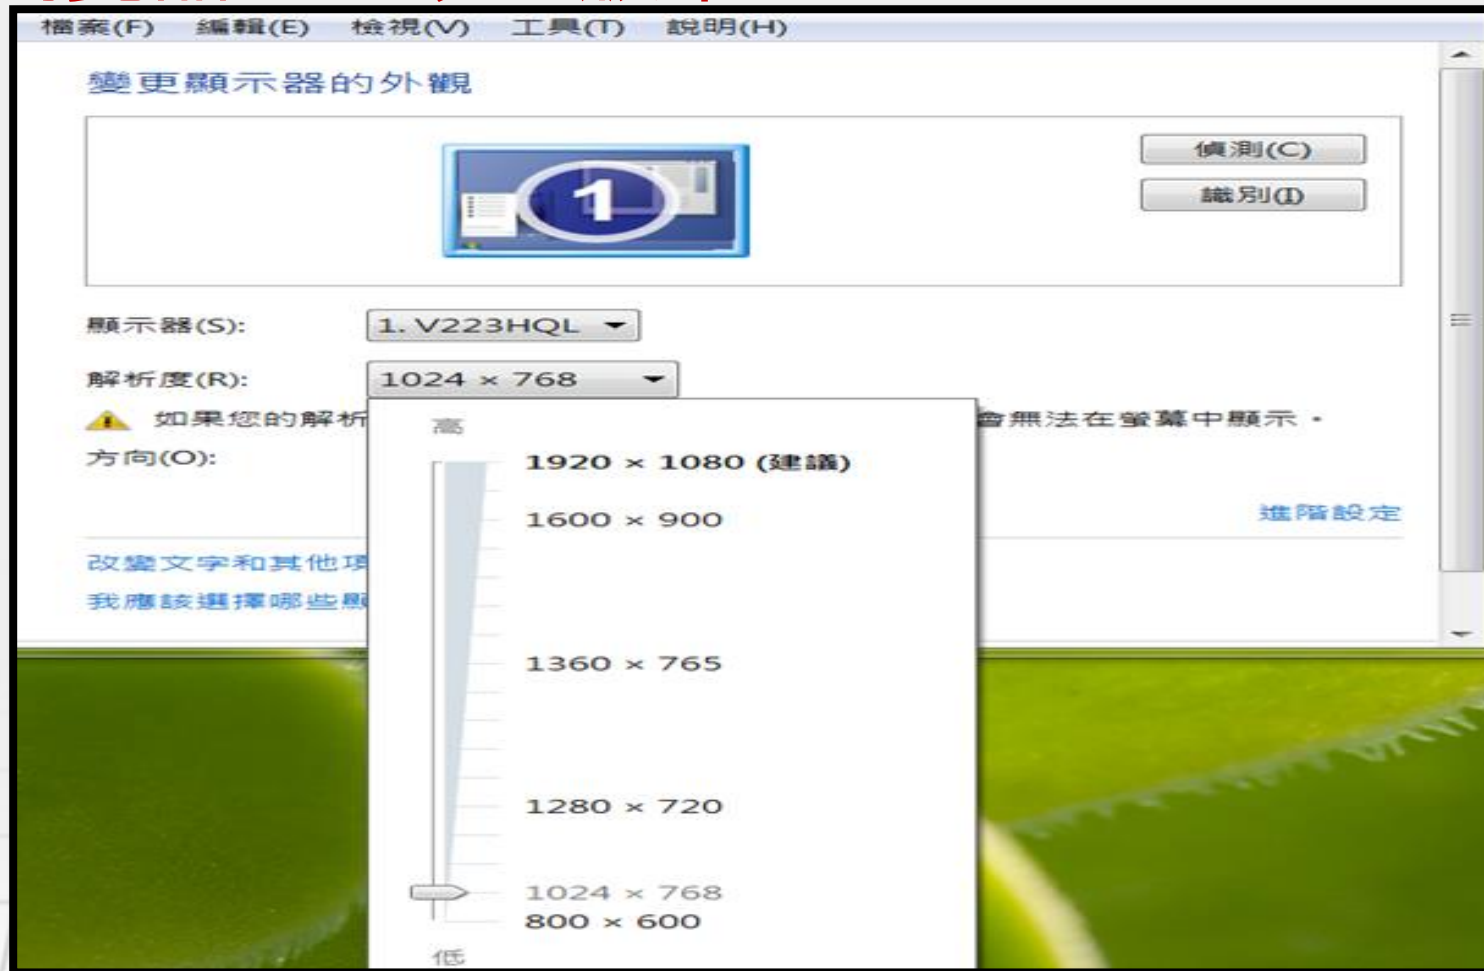 檔案(F) 編輯(E) 檢視(V) 工具(T) 說明(H)
變更顯示器的外觀
1
偵測(C)
識別(I)
顯示器(S): 1. V223HQL
解析度(R): 1024 × 768
如果您的解析 會無法在螢幕中顯示。
方向(O):
進階設定
改變文字和其他項
我應該選擇哪些顯
高
1920 × 1080 (建議)
1600 × 900
1360 × 765
1280 × 720
1024 × 768
800 × 600
低